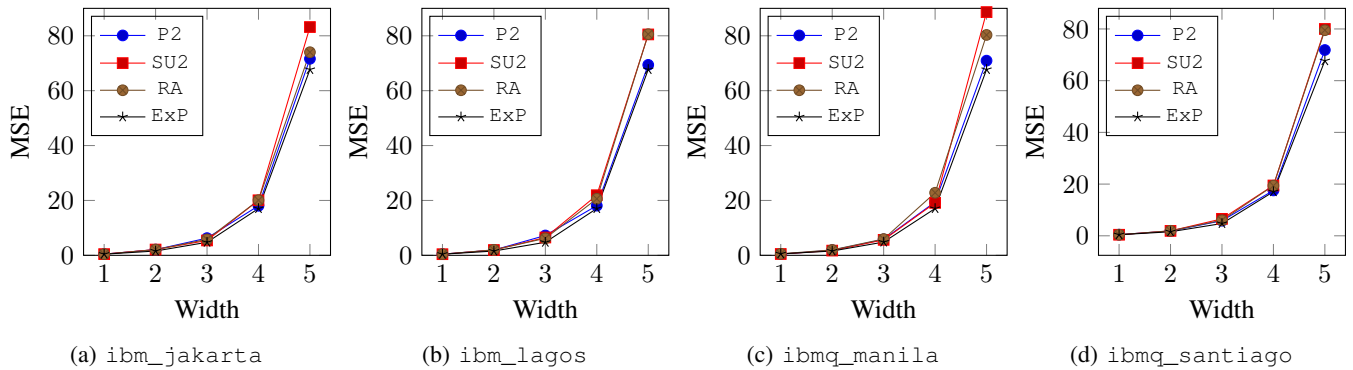 MSE
80
60
40
20
0
P2
SU2
RA
ExP
1 2 3 4 5
Width
(a) ibm_jakarta
MSE
80
60
40
20
0
P2
SU2
RA
ExP
1 2 3 4 5
Width
(b) ibm_lagos
MSE
80
60
40
20
0
P2
SU2
RA
ExP
1 2 3 4 5
Width
(c) ibmq_manila
MSE
80
60
40
20
0
P2
SU2
RA
ExP
1 2 3 4 5
Width
(d) ibmq_santiago